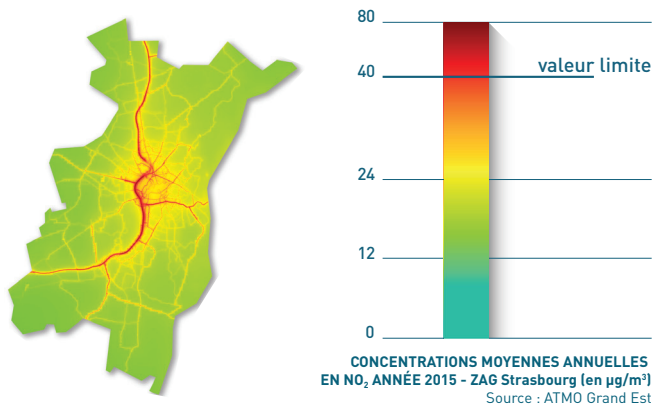 80
valeur limite
40
24
12
0
CONCENTRATIONS MOYENNES ANNUELLES
EN NO₂ ANNÉE 2015 - ZAG Strasbourg (en µg/m³)
Source : ATMO Grand Est